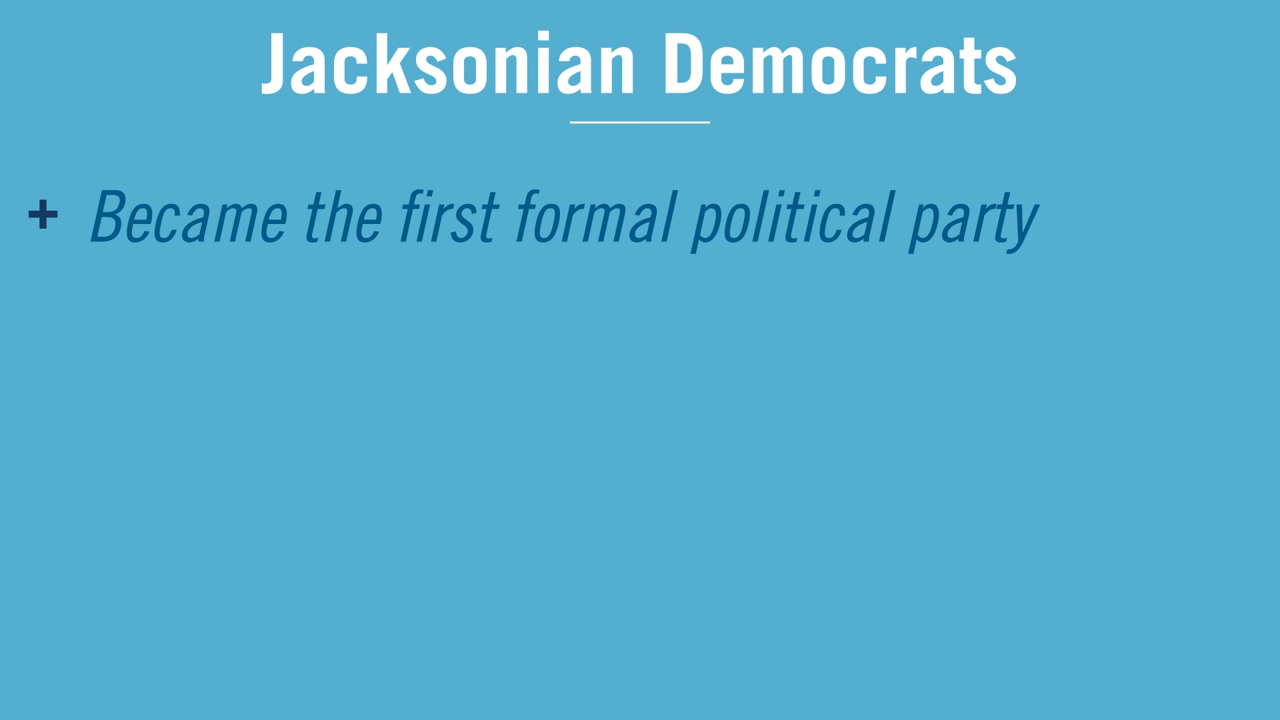 Jacksonian Democrats
+ Became the first formal political party